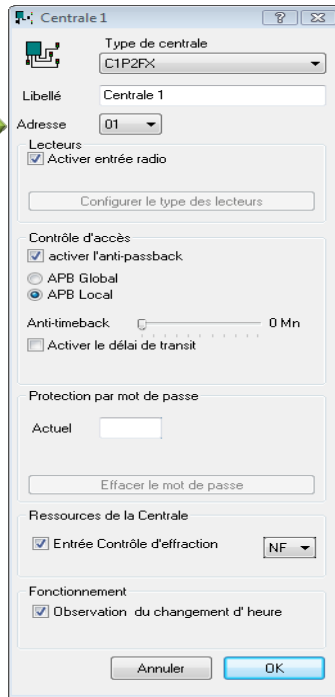 Centrale 1
Type de centrale
C1P2FX
Libellé
Centrale 1
Adresse
01
Lecteurs
Activer entrée radio
Configurer le type des lecteurs
Contrôle d'accès
activer l'anti-passback
APB Global
APB Local
Anti-timeback
0 Mn
Activer le délai de transit
Protection par mot de passe
Actuel
Effacer le mot de passe
Ressources de la Centrale
Entrée Contrôle d'effraction
NF
Fonctionnement
Observation du changement d' heure
Annuler
OK